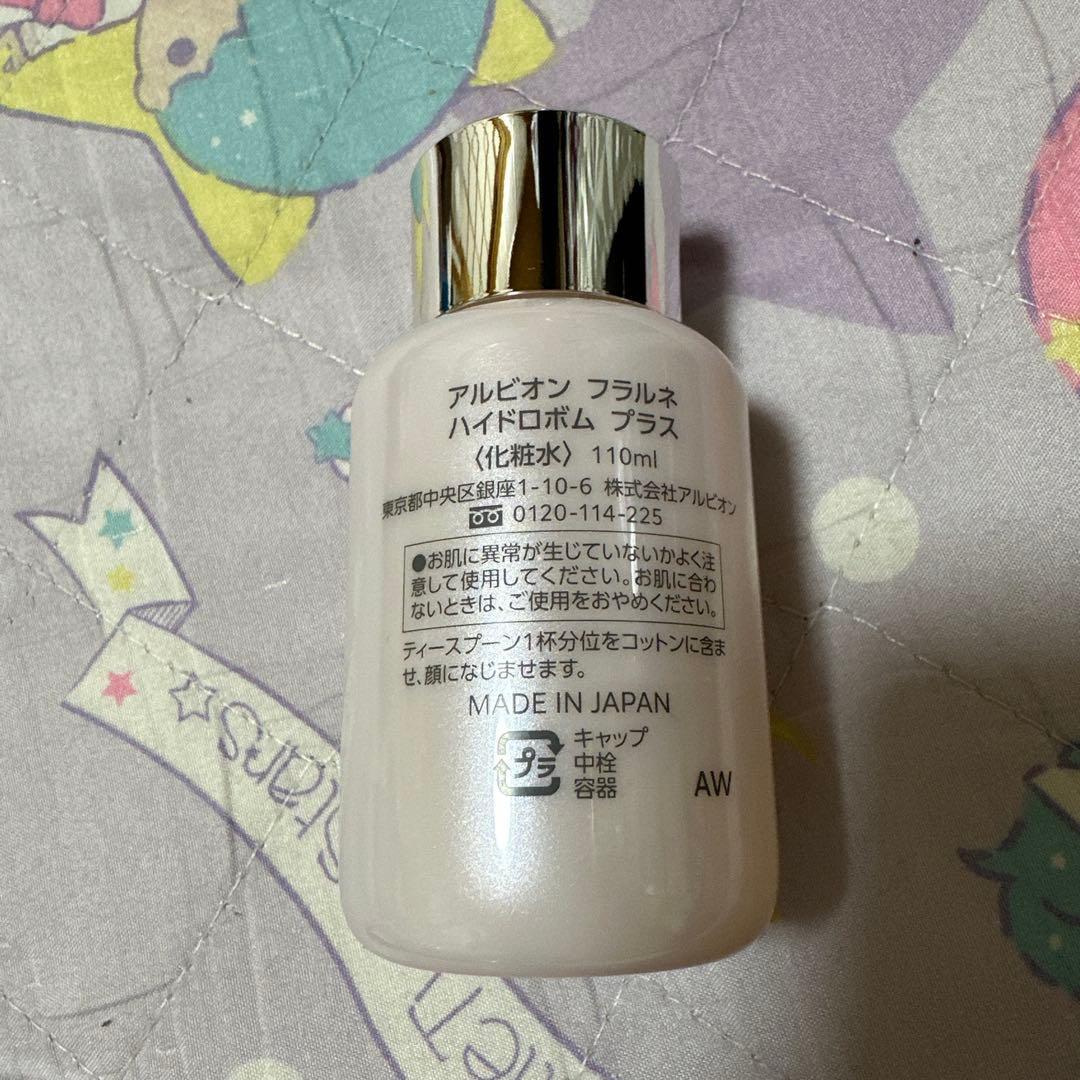 アルビオン フラルネ
ハイドロボム プラス
〈化粧水〉 110ml
東京都中央区銀座1-10-6 株式会社アルビオン
0120-114-225
●お肌に異常が生じていないかよく注
意して使用してください。お肌に合わ
ないときは、ご使用をおやめください。
ティースプーン1杯分位をコットンに含ま
せ、顔になじませます。
MADE IN JAPAN
プラ
キャップ
中栓
容器
AW